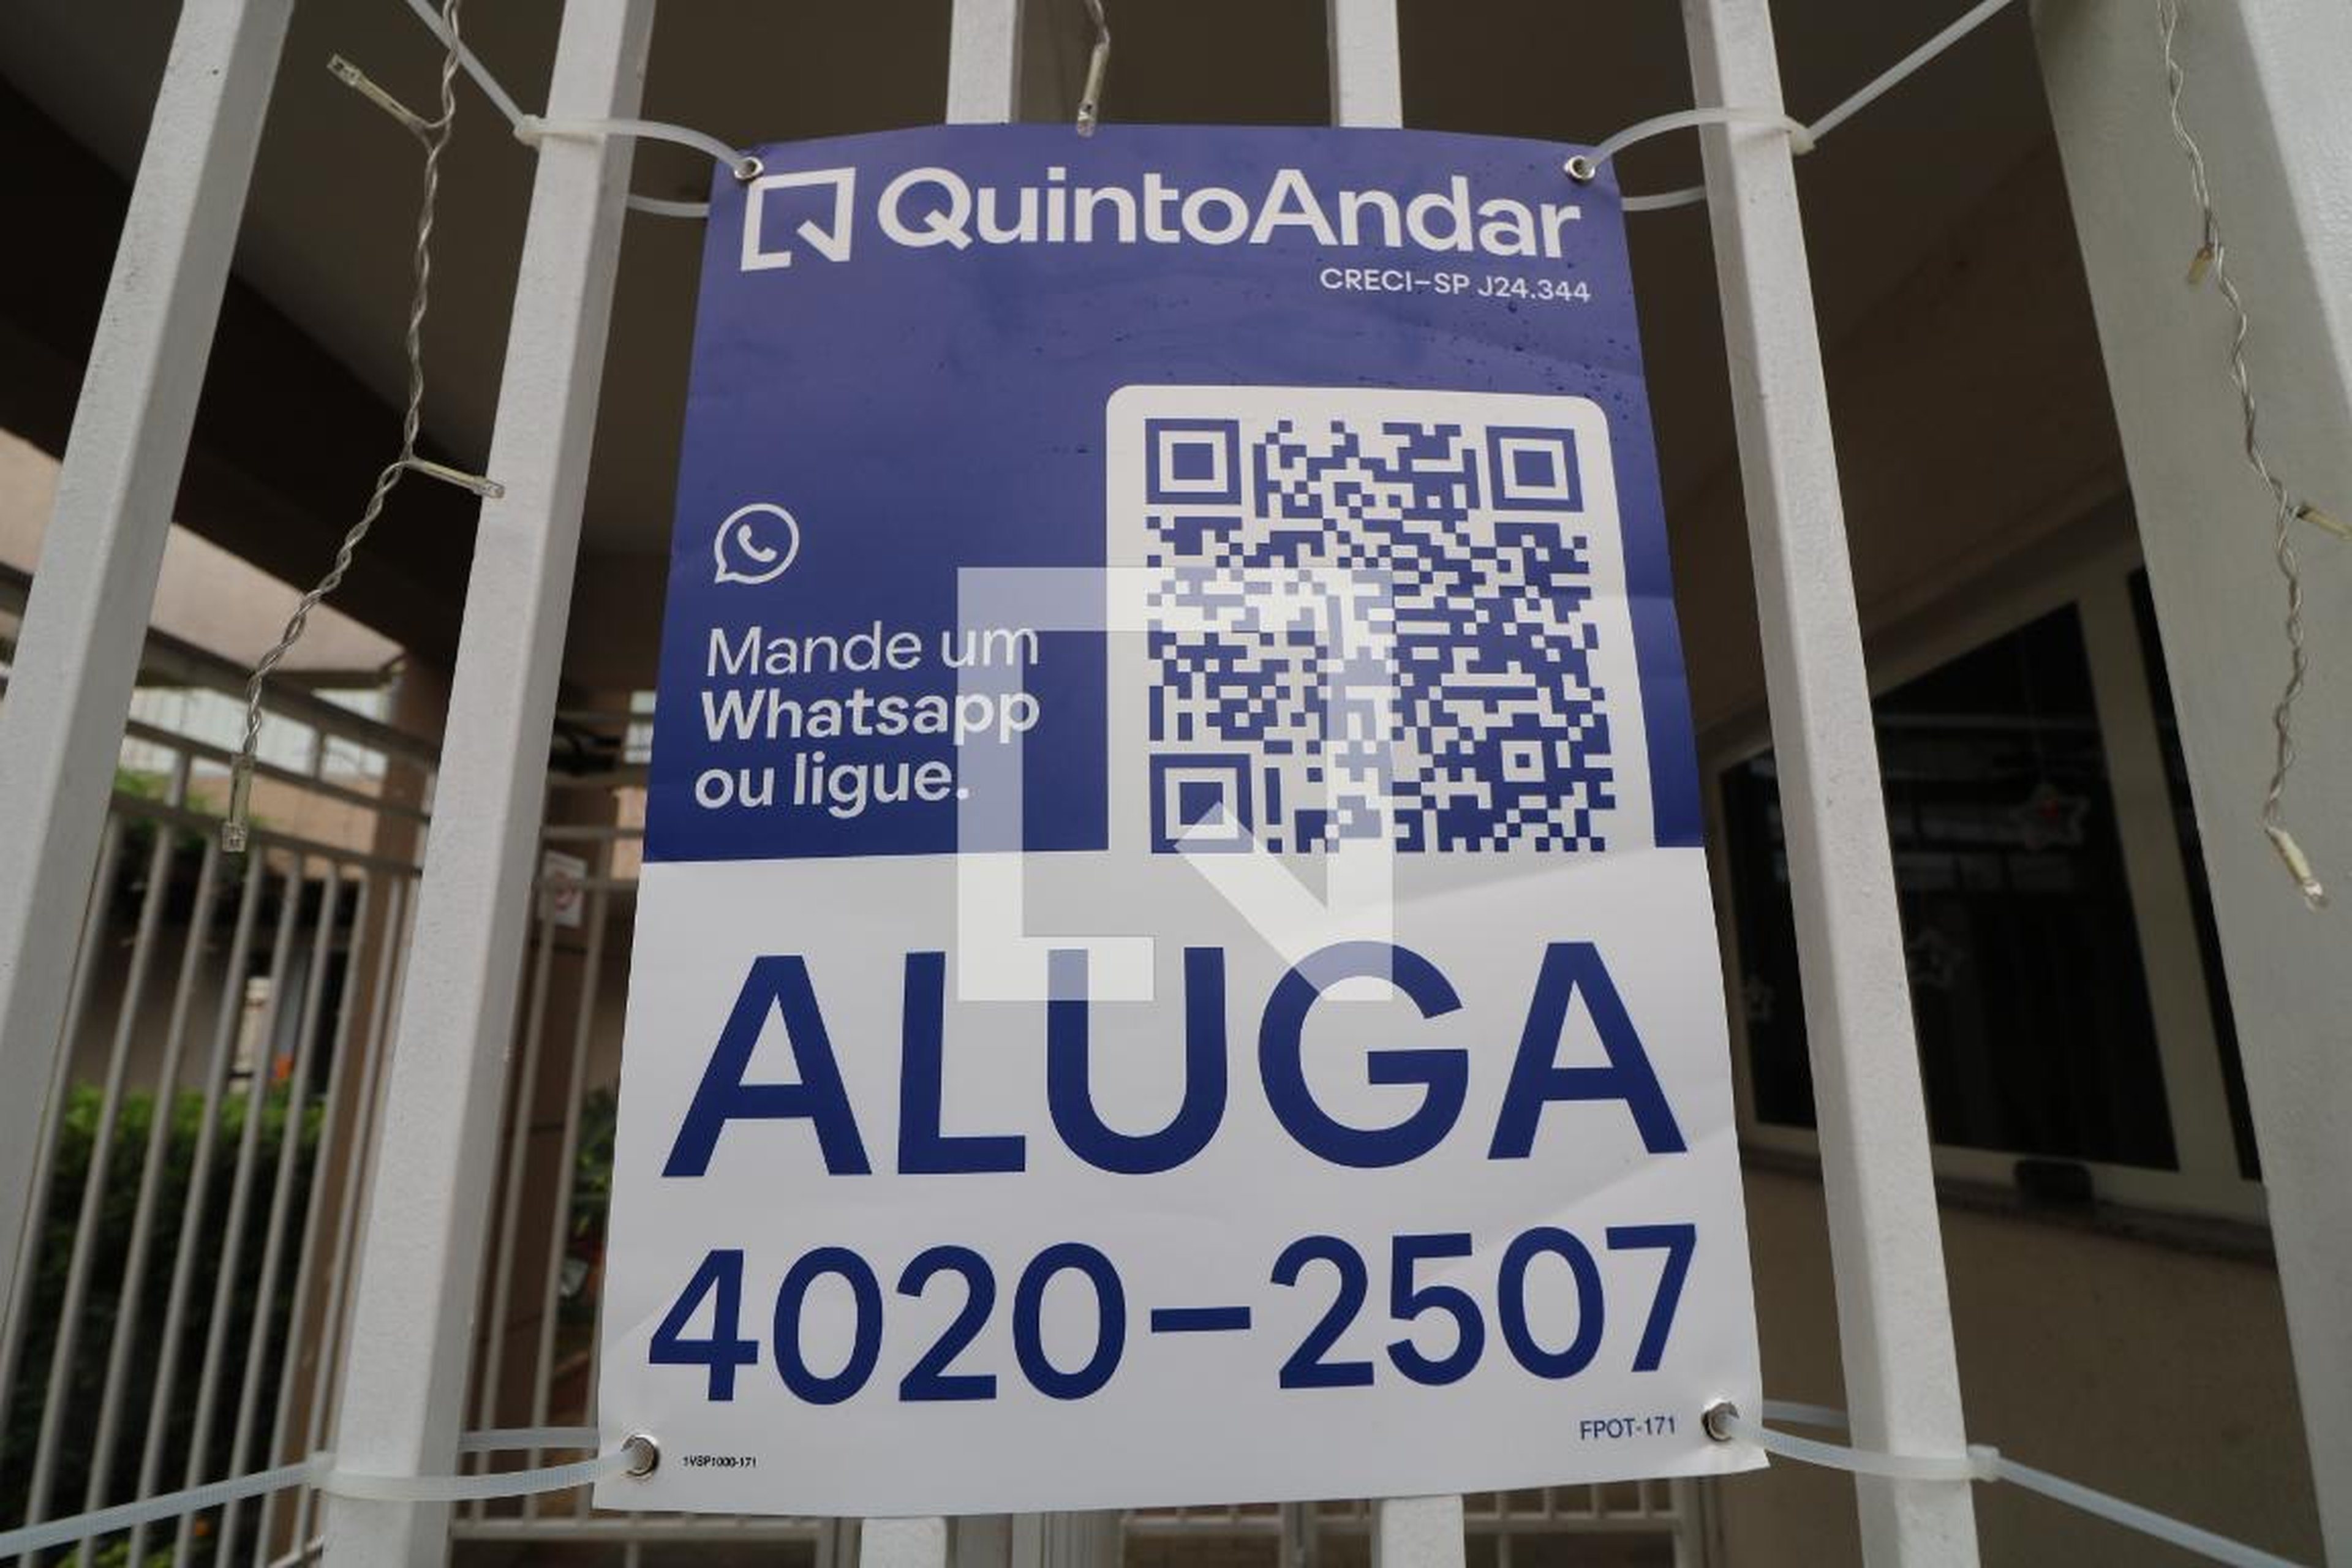 QuintoAndar
CRECI-SP J24.344
Mande um
Whatsapp
ou ligue.
ALUGA
4020-2507
FPOT-171
1VSP1000-171